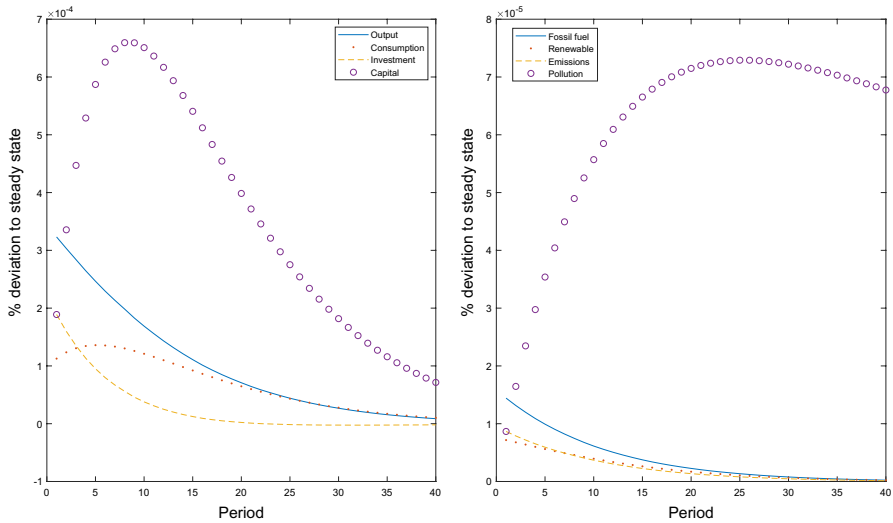 ×10⁻⁴
7
6
5
4
3
2
1
0
-1
% deviation to steady state
0 5 10 15 20 25 30 35 40
Period
Output
Consumption
Investment
Capital
8 ×10⁻⁵
7
6
5
4
3
2
1
0
% deviation to steady state
0 5 10 15 20 25 30 35 40
Period
Fossil fuel
Renewable
Emissions
Pollution